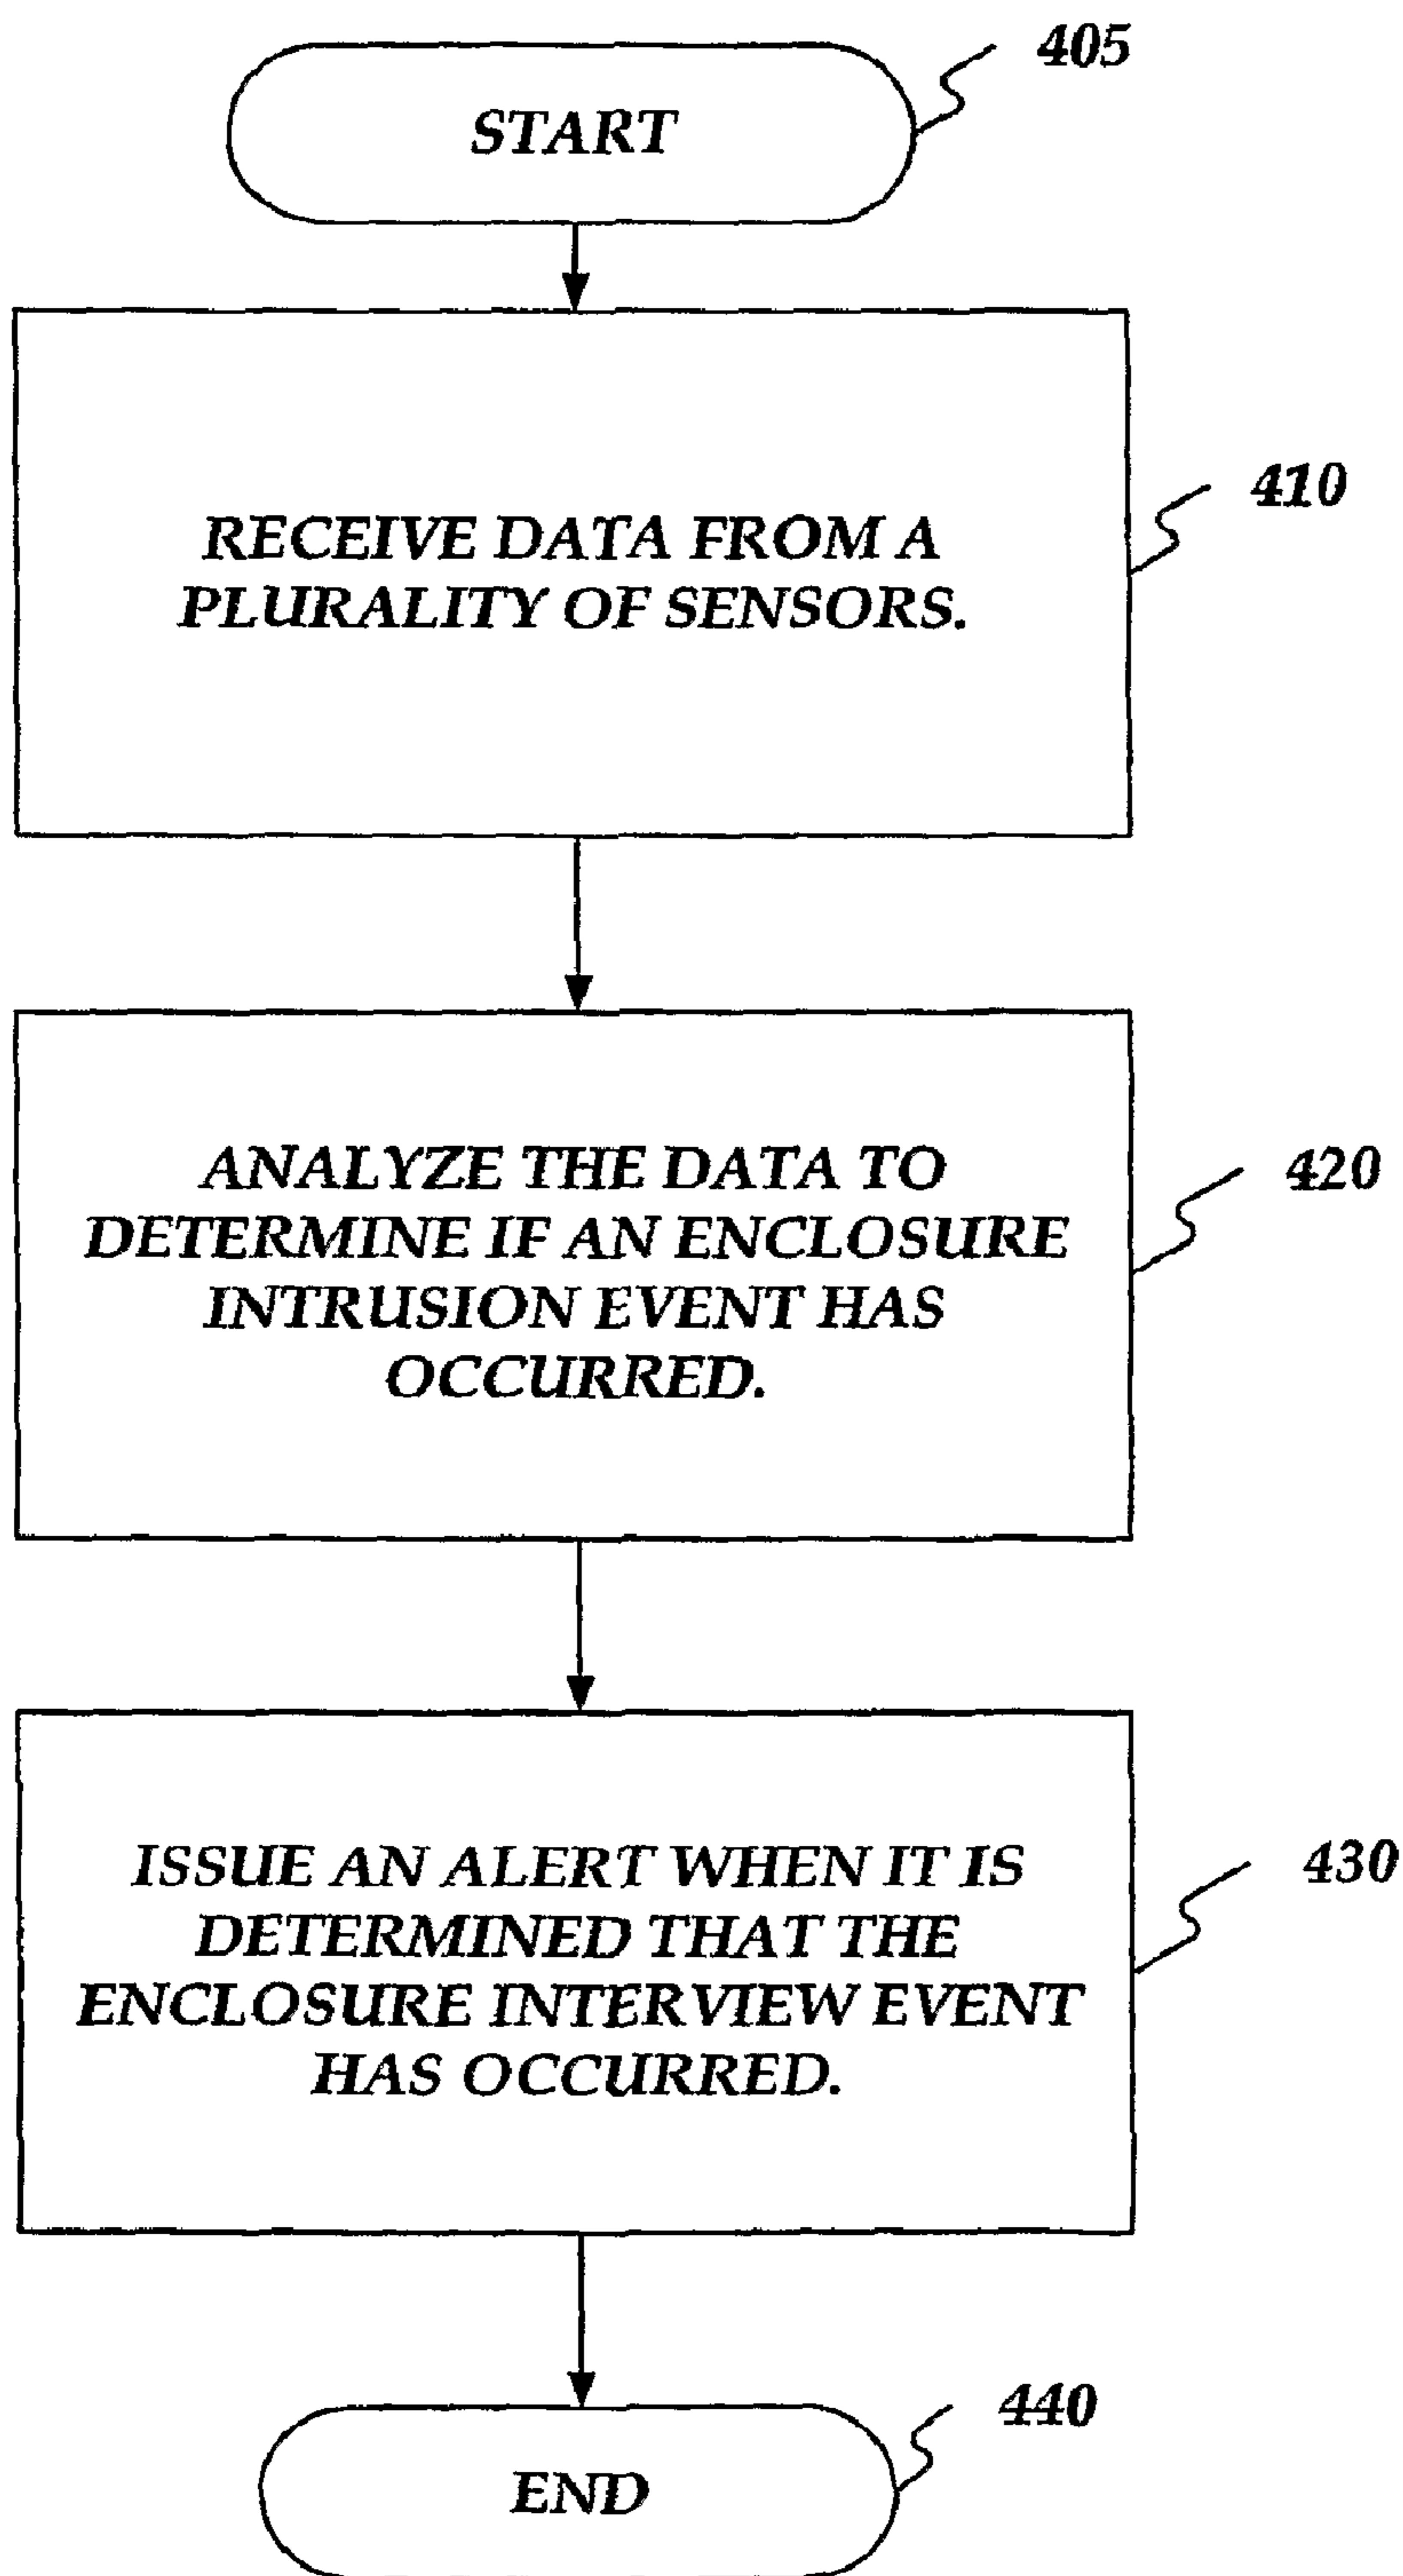 405
START
410
RECEIVE DATA FROM A
PLURALITY OF SENSORS.
420
ANALYZE THE DATA TO
DETERMINE IF AN ENCLOSURE
INTRUSION EVENT HAS
OCCURRED.
430
ISSUE AN ALERT WHEN IT IS
DETERMINED THAT THE
ENCLOSURE INTERVIEW EVENT
HAS OCCURRED.
440
END